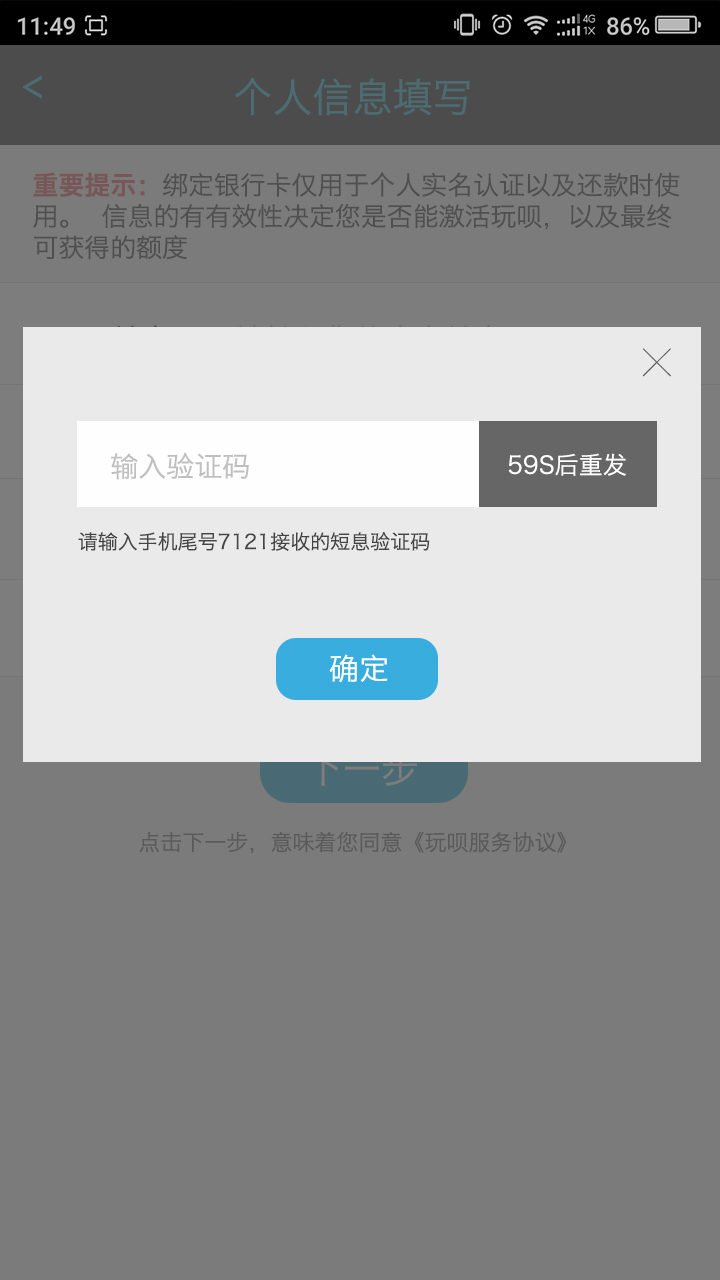 11:49 4G 1X 86%
<
个人信息填写
重要提示：绑定银行卡仅用于个人实名认证以及还款时使
用。 信息的有有效性决定您是否能激活玩呗，以及最终
可获得的额度
输入验证码 59S后重发
请输入手机尾号7121接收的短息验证码
确定
下一步
点击下一步，意味着您同意《玩呗服务协议》